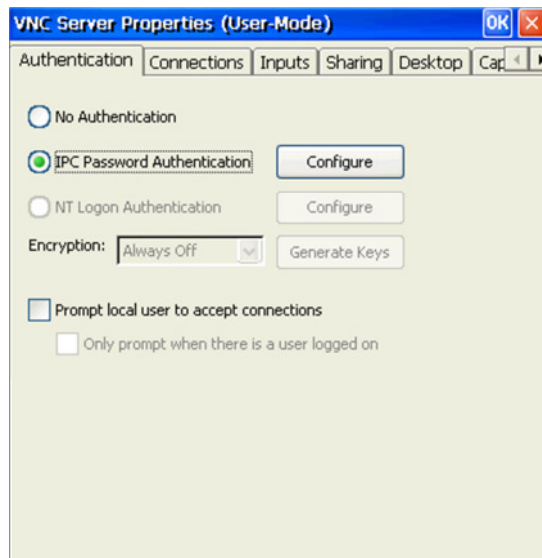 VNC Server Properties (User-Mode) OK
Authentication Connections Inputs Sharing Desktop Cap
No Authentication
IPC Password Authentication Configure
NT Logon Authentication Configure
Encryption: Always Off Generate Keys
Prompt local user to accept connections
Only prompt when there is a user logged on